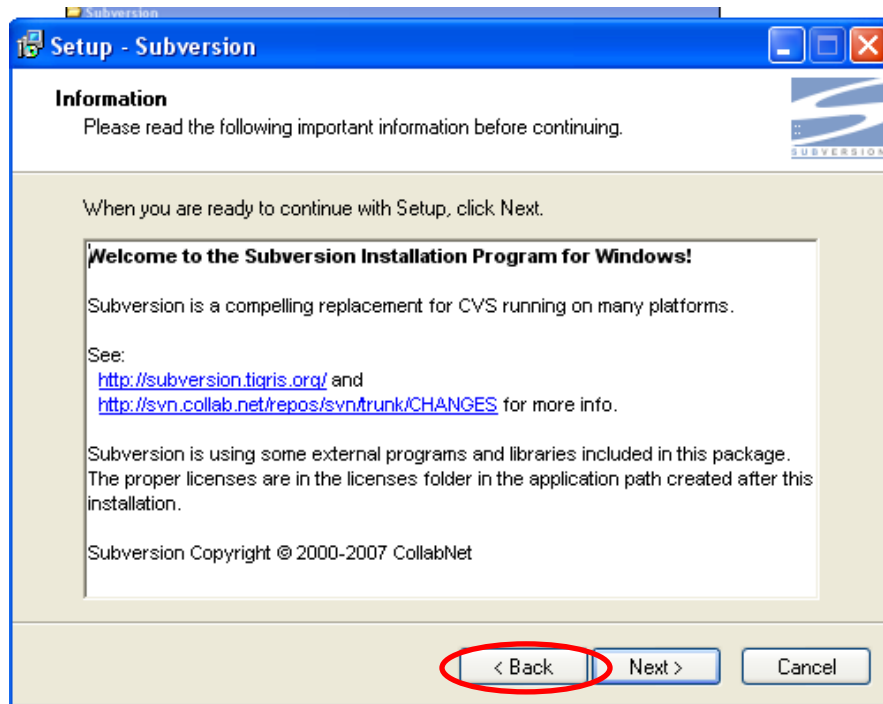 Subversion
Setup - Subversion
Information
Please read the following important information before continuing.
SUBVERSION
When you are ready to continue with Setup, click Next.
Welcome to the Subversion Installation Program for Windows!
Subversion is a compelling replacement for CVS running on many platforms.
See:
http://subversion.tigris.org/ and
http://svn.collab.net/repos/svn/trunk/CHANGES for more info.
Subversion is using some external programs and libraries included in this package.
The proper licenses are in the licenses folder in the application path created after this
installation.
Subversion Copyright © 2000-2007 CollabNet
< Back Next > Cancel